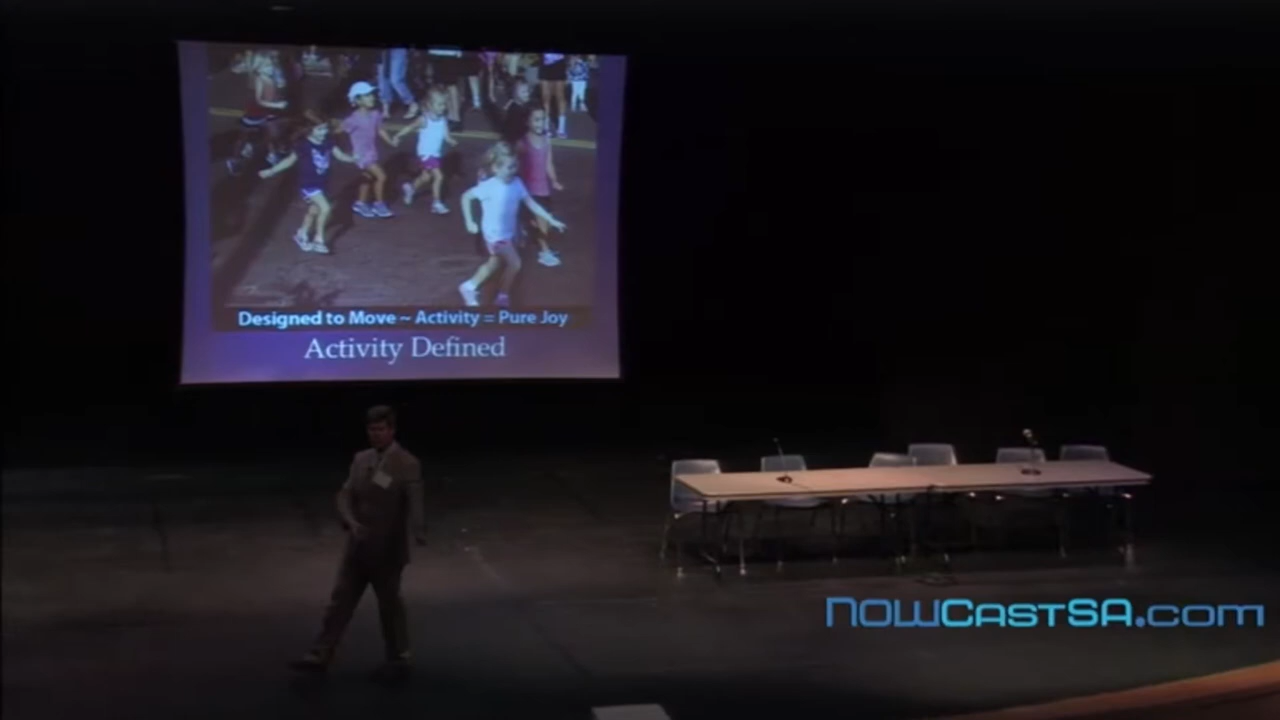 Designed to Move ~ Activity = Pure Joy
Activity Defined
NOWCastSA.com